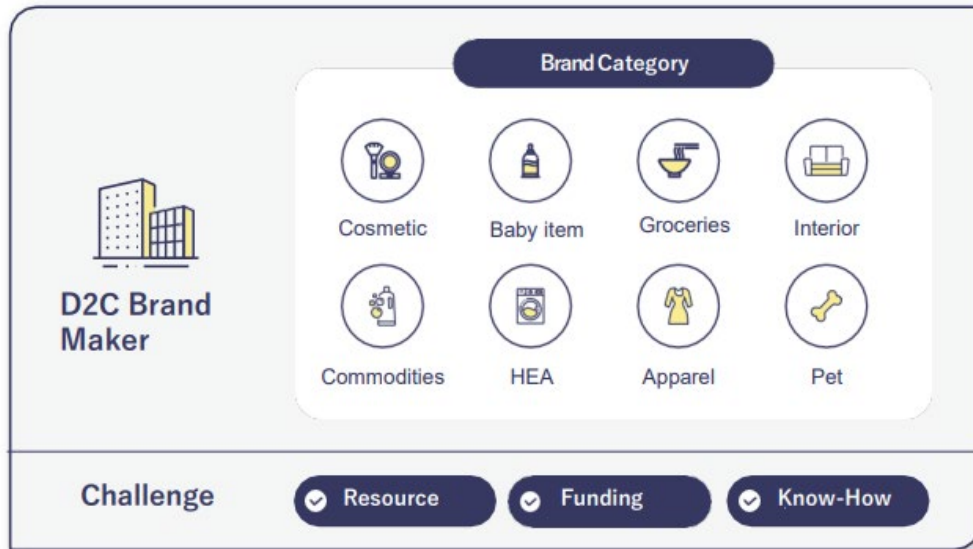 Brand Category
Cosmetic
Baby item
Groceries
Interior
D2C Brand
Maker
Commodities
HEA
Apparel
Pet
Challenge
Resource
Funding
Know-How